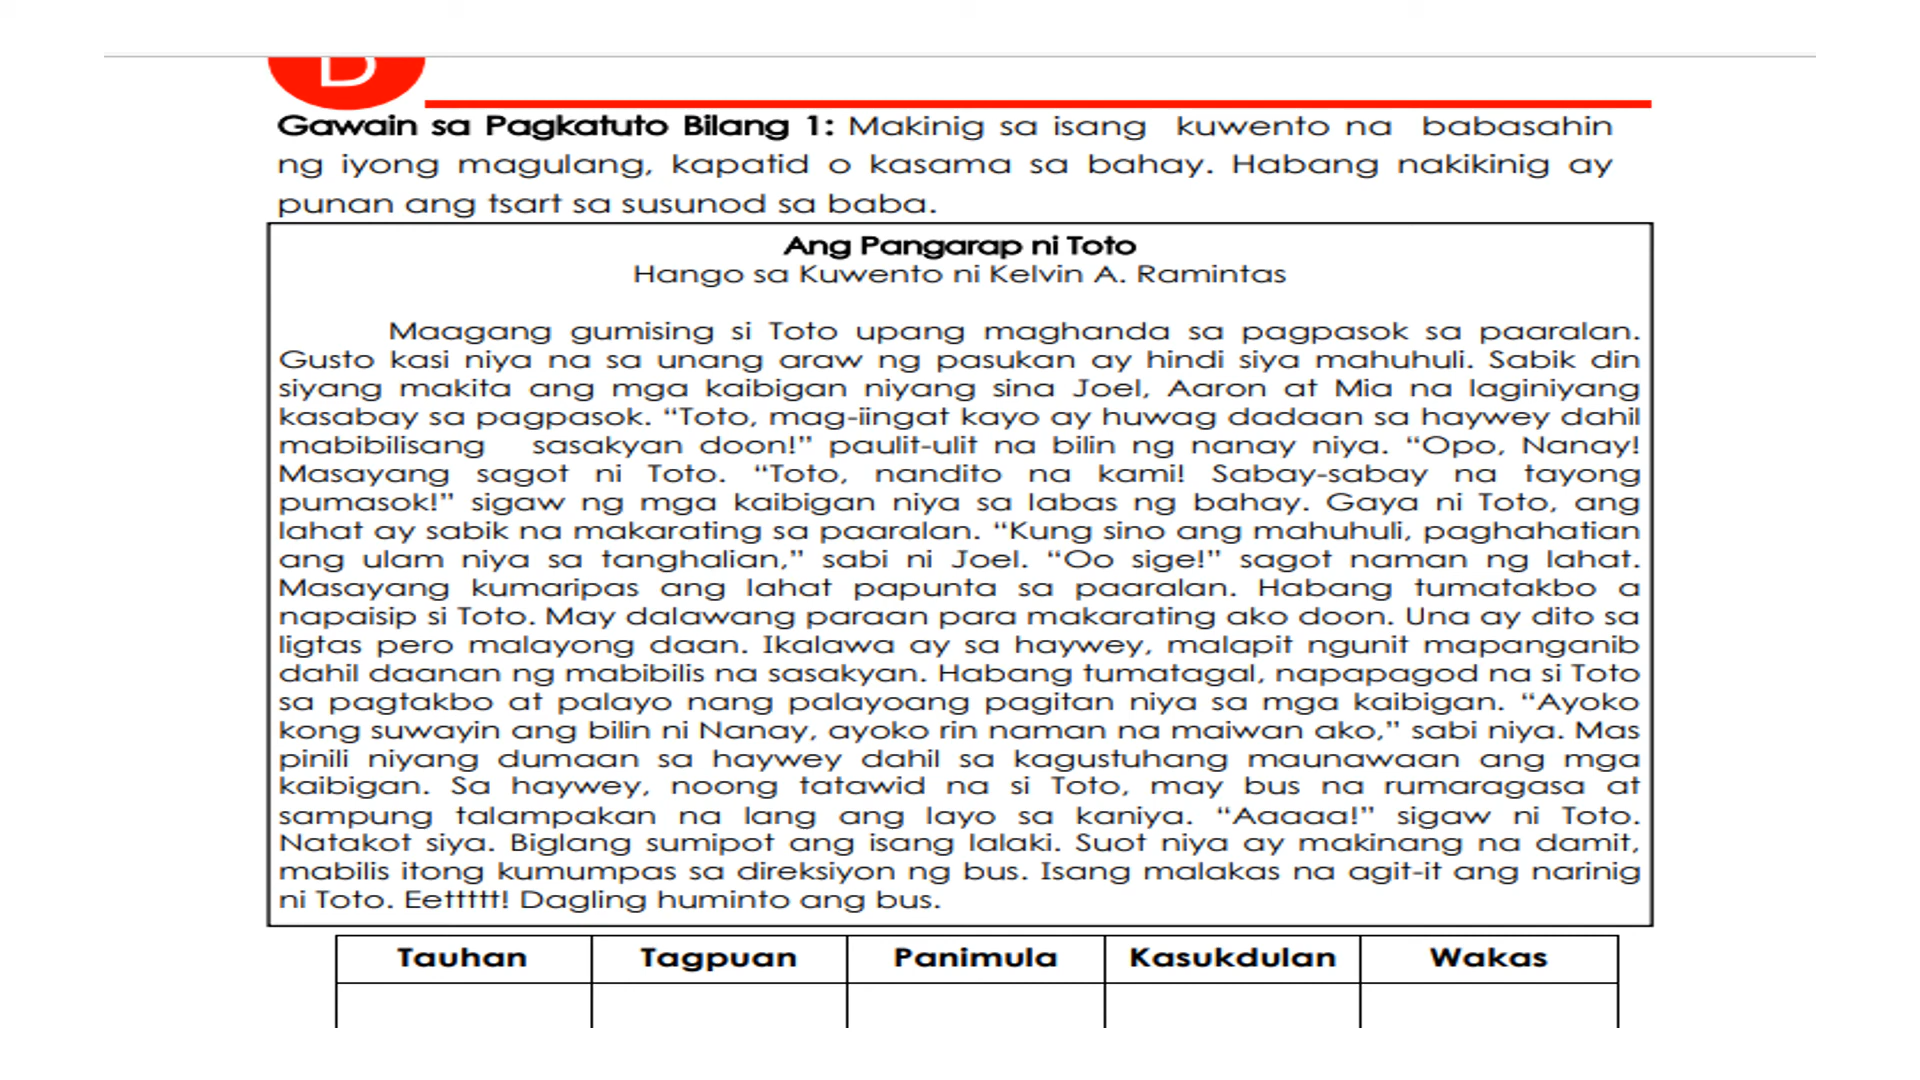 B
Gawain sa Pagkatuto Bilang 1: Makinig sa isang kuwento na babasahin
ng iyong magulang, kapatid o kasama sa bahay. Habang nakikinig ay
punan ang tsart sa susunod sa baba.
Ang Pangarap ni Toto
Hango sa Kuwento ni Kelvin A. Ramintas
Maagang gumising si Toto upang maghanda sa pagpasok sa paaralan.
Gusto kasi niya na sa unang araw ng pasukan ay hindi siya mahuhuli. Sabik din
siyang makita ang mga kaibigan niyang sina Joel, Aaron at Mia na laginiyang
kasabay sa pagpasok. “Toto, mag-iingat kayo ay huwag dadaan sa haywey dahil
mabibilisang sasakyan doon!” paulit-ulit na bilin ng nanay niya. “Opo, Nanay!
Masayang sagot ni Toto. “Toto, nandito na kami! Sabay-sabay na tayong
pumasok!” sigaw ng mga kaibigan niya sa labas ng bahay. Gaya ni Toto, ang
lahat ay sabik na makarating sa paaralan. “Kung sino ang mahuhuli, paghahatian
ang ulam niya sa tanghalian,” sabi ni Joel. “Oo sige!” sagot naman ng lahat.
Masayang kumaripas ang lahat papunta sa paaralan. Habang tumatakbo a
napaisip si Toto. May dalawang paraan para makarating ako doon. Una ay dito sa
ligtas pero malayong daan. Ikalawa ay sa haywey, malapit ngunit mapanganib
dahil daanan ng mabibilis na sasakyan. Habang tumatagal, napapagod na si Toto
sa pagtakbo at palayo nang palayoang pagitan niya sa mga kaibigan. “Ayoko
kong suwayin ang bilin ni Nanay, ayoko rin naman na maiwan ako,” sabi niya. Mas
pinili niyang dumaan sa haywey dahil sa kagustuhang maunawaan ang mga
kaibigan. Sa haywey, noong tatawid na si Toto, may bus na rumaragasa at
sampung talampakan na lang ang layo sa kaniya. “Aaaaa!” sigaw ni Toto.
Natakot siya. Biglang sumipot ang isang lalaki. Suot niya ay makinang na damit,
mabilis itong kumumpas sa direksiyon ng bus. Isang malakas na agit-it ang narinig
ni Toto. Eettttt! Dagling huminto ang bus.
Tauhan Tagpuan Panimula Kasukdulan Wakas